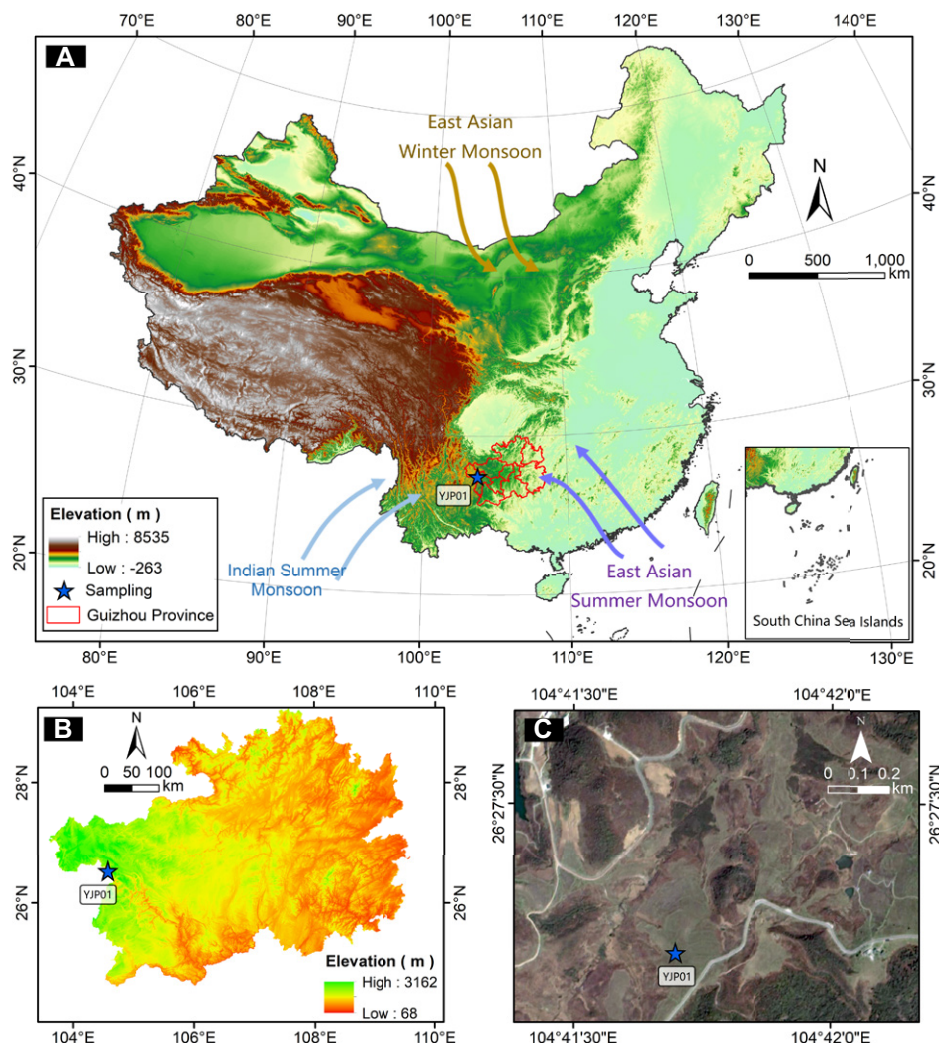 70°E 80°E 90°E 100°E 110°E 120°E 130°E 140°E
A
East Asian
Winter Monsoon
N
40°N
40°N
0 500 1,000
km
30°N
30°N
YJP01
Elevation ( m )
High : 8535
Low : -263
Sampling
Guizhou Province
20°N
20°N
Indian Summer
Monsoon
East Asian
Summer Monsoon
South China Sea Islands
80°E 90°E 100°E 110°E 120°E 130°E
104°E 106°E 108°E 110°E
B
N
0 50 100
km
28°N
28°N
26°N
26°N
YJP01
Elevation ( m )
High : 3162
Low : 68
104°E 106°E 108°E 110°E
104°41'30"E 104°42'0"E
C
N
0 0.1 0.2
km
26°27'30"N
26°27'30"N
YJP01
104°41'30"E 104°42'0"E